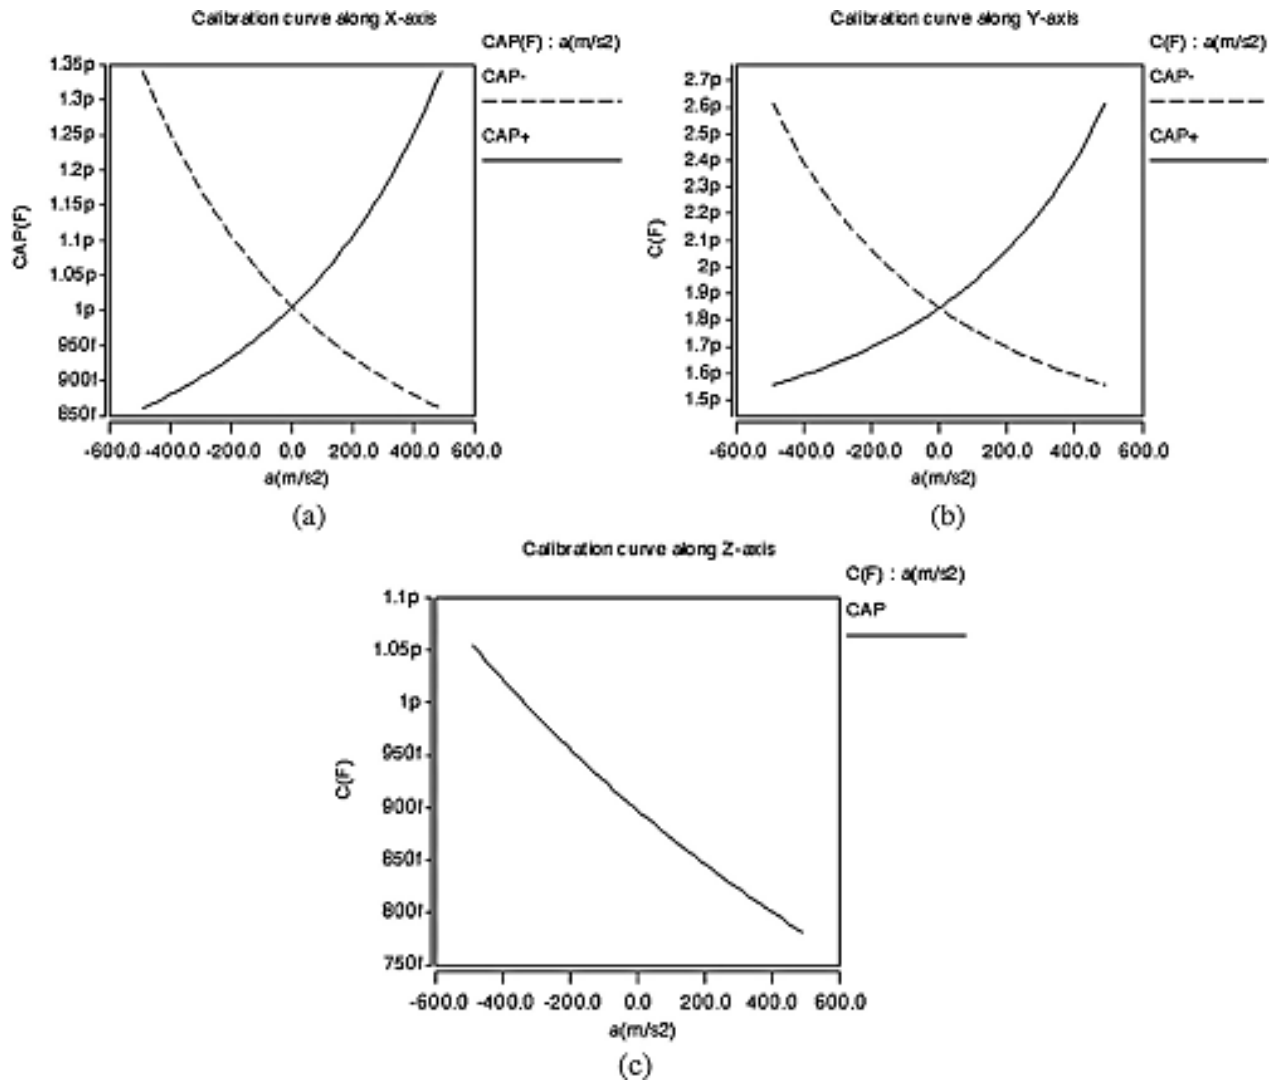 Calibration curve along X-axis
CAP(F) : a(m/s2)
CAP-
CAP+
1.35p
1.3p
1.25p
1.2p
1.15p
1.1p
1.05p
1p
950f
900f
850f
CAP(F)
-600.0 -400.0 -200.0 0.0 200.0 400.0 600.0
a(m/s2)
(a)
Calibration curve along Y-axis
C(F) : a(m/s2)
CAP-
CAP+
2.7p
2.6p
2.5p
2.4p
2.3p
2.2p
2.1p
2p
1.9p
1.8p
1.7p
1.6p
1.5p
C(F)
-600.0 -400.0 -200.0 0.0 200.0 400.0 600.0
a(m/s2)
(b)
Calibration curve along Z-axis
C(F) : a(m/s2)
CAP
1.1p
1.05p
1p
950f
900f
850f
800f
750f
C(F)
-600.0 -400.0 -200.0 0.0 200.0 400.0 600.0
a(m/s2)
(c)